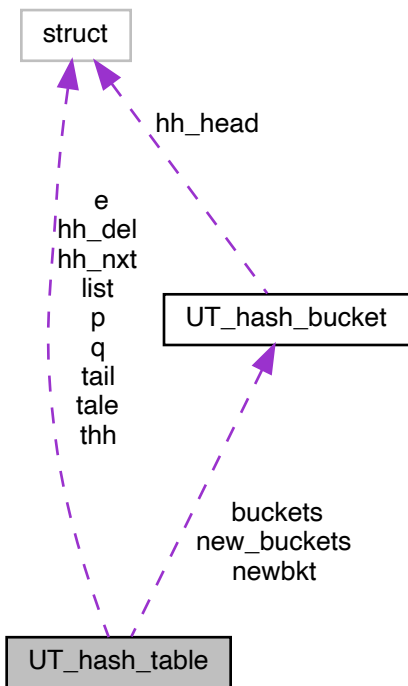 struct
hh_head
e
hh_del
hh_nxt
list
p
q
tail
tale
thh
UT_hash_bucket
buckets
new_buckets
newbkt
UT_hash_table